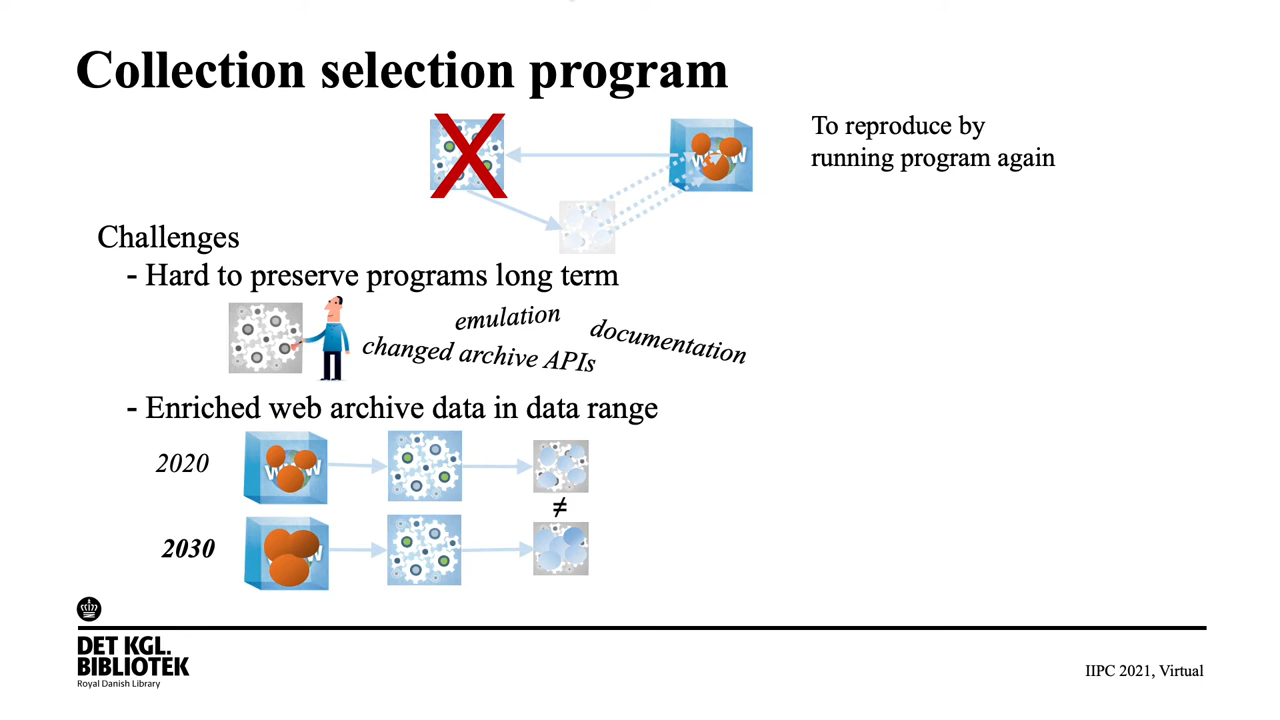 Collection selection program
To reproduce by
running program again
Challenges
- Hard to preserve programs long term
emulation
documentation
changed archive APIs
- Enriched web archive data in data range
2020
≠
2030
DET KGL.
BIBLIOTEK
Royal Danish Library
IIPC 2021, Virtual